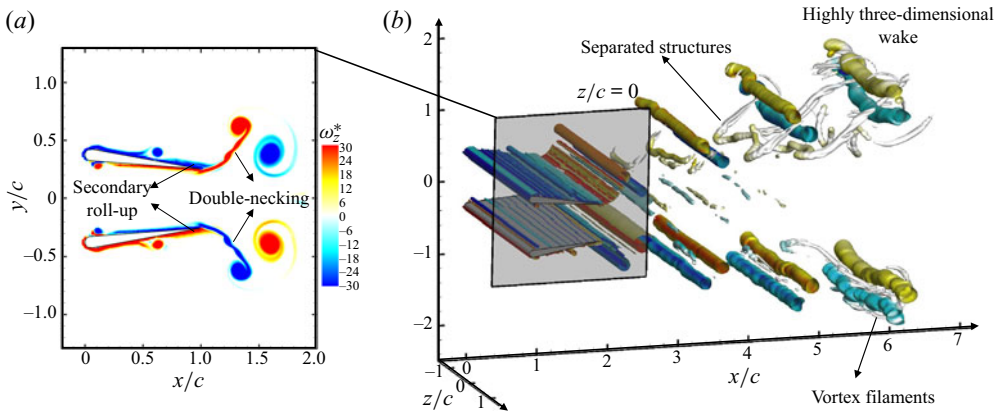 (a)
1.0
0.5
y/c
0
−0.5
−1.0
0
0.5
1.0
1.5
2.0
x/c
Secondary
roll-up
Double-necking
ω*z
30
24
18
12
6
0
−6
−12
−18
−24
−30
(b)
Highly three-dimensional
wake
Separated structures
z/c = 0
2
1
0
−1
−2
−1
0
1
z/c
0
1
2
3
4
5
6
7
x/c
Vortex filaments